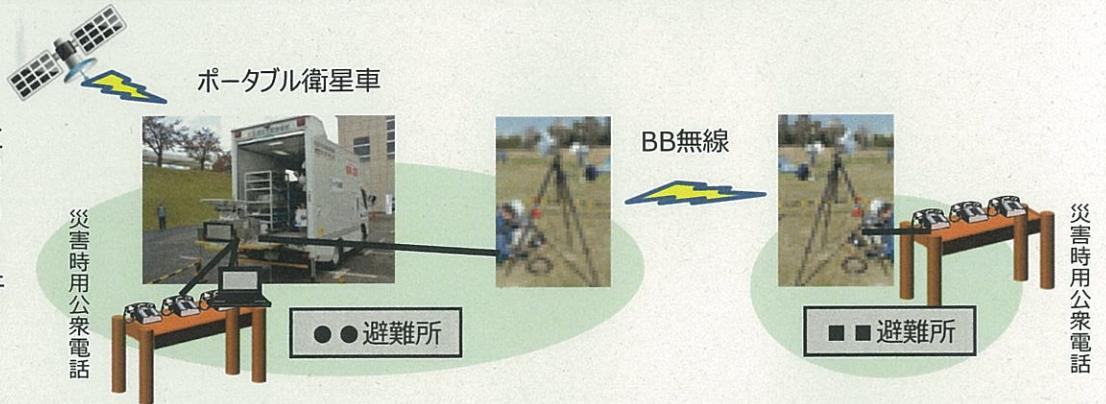 ポータブル衛星車
BB無線
災害時用公衆電話
●●避難所
■■避難所
災害時用公衆電話